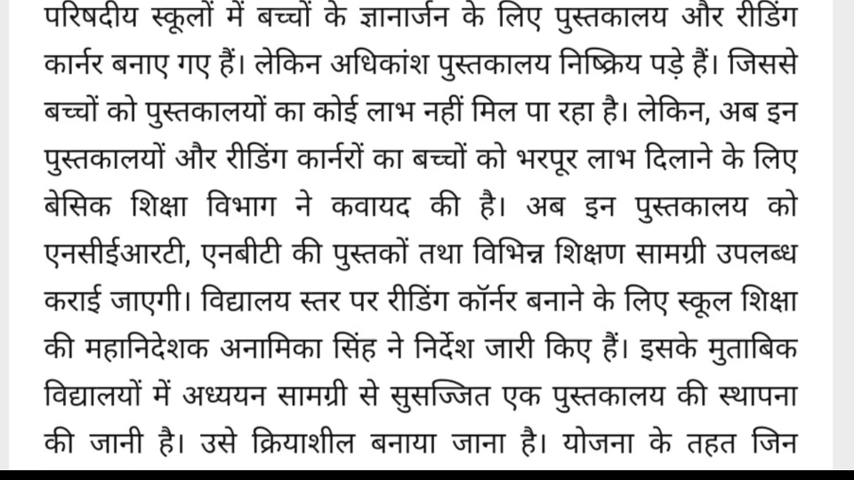 परिषदीय स्कूलों में बच्चों के ज्ञानार्जन के लिए पुस्तकालय और रीडिंग
कार्नर बनाए गए हैं। लेकिन अधिकांश पुस्तकालय निष्क्रिय पड़े हैं। जिससे
बच्चों को पुस्तकालयों का कोई लाभ नहीं मिल पा रहा है। लेकिन, अब इन
पुस्तकालयों और रीडिंग कार्नरों का बच्चों को भरपूर लाभ दिलाने के लिए
बेसिक शिक्षा विभाग ने कवायद की है। अब इन पुस्तकालय को
एनसीईआरटी, एनबीटी की पुस्तकों तथा विभिन्न शिक्षण सामग्री उपलब्ध
कराई जाएगी। विद्यालय स्तर पर रीडिंग कॉर्नर बनाने के लिए स्कूल शिक्षा
की महानिदेशक अनामिका सिंह ने निर्देश जारी किए हैं। इसके मुताबिक
विद्यालयों में अध्ययन सामग्री से सुसज्जित एक पुस्तकालय की स्थापना
की जानी है। उसे क्रियाशील बनाया जाना है। योजना के तहत जिन